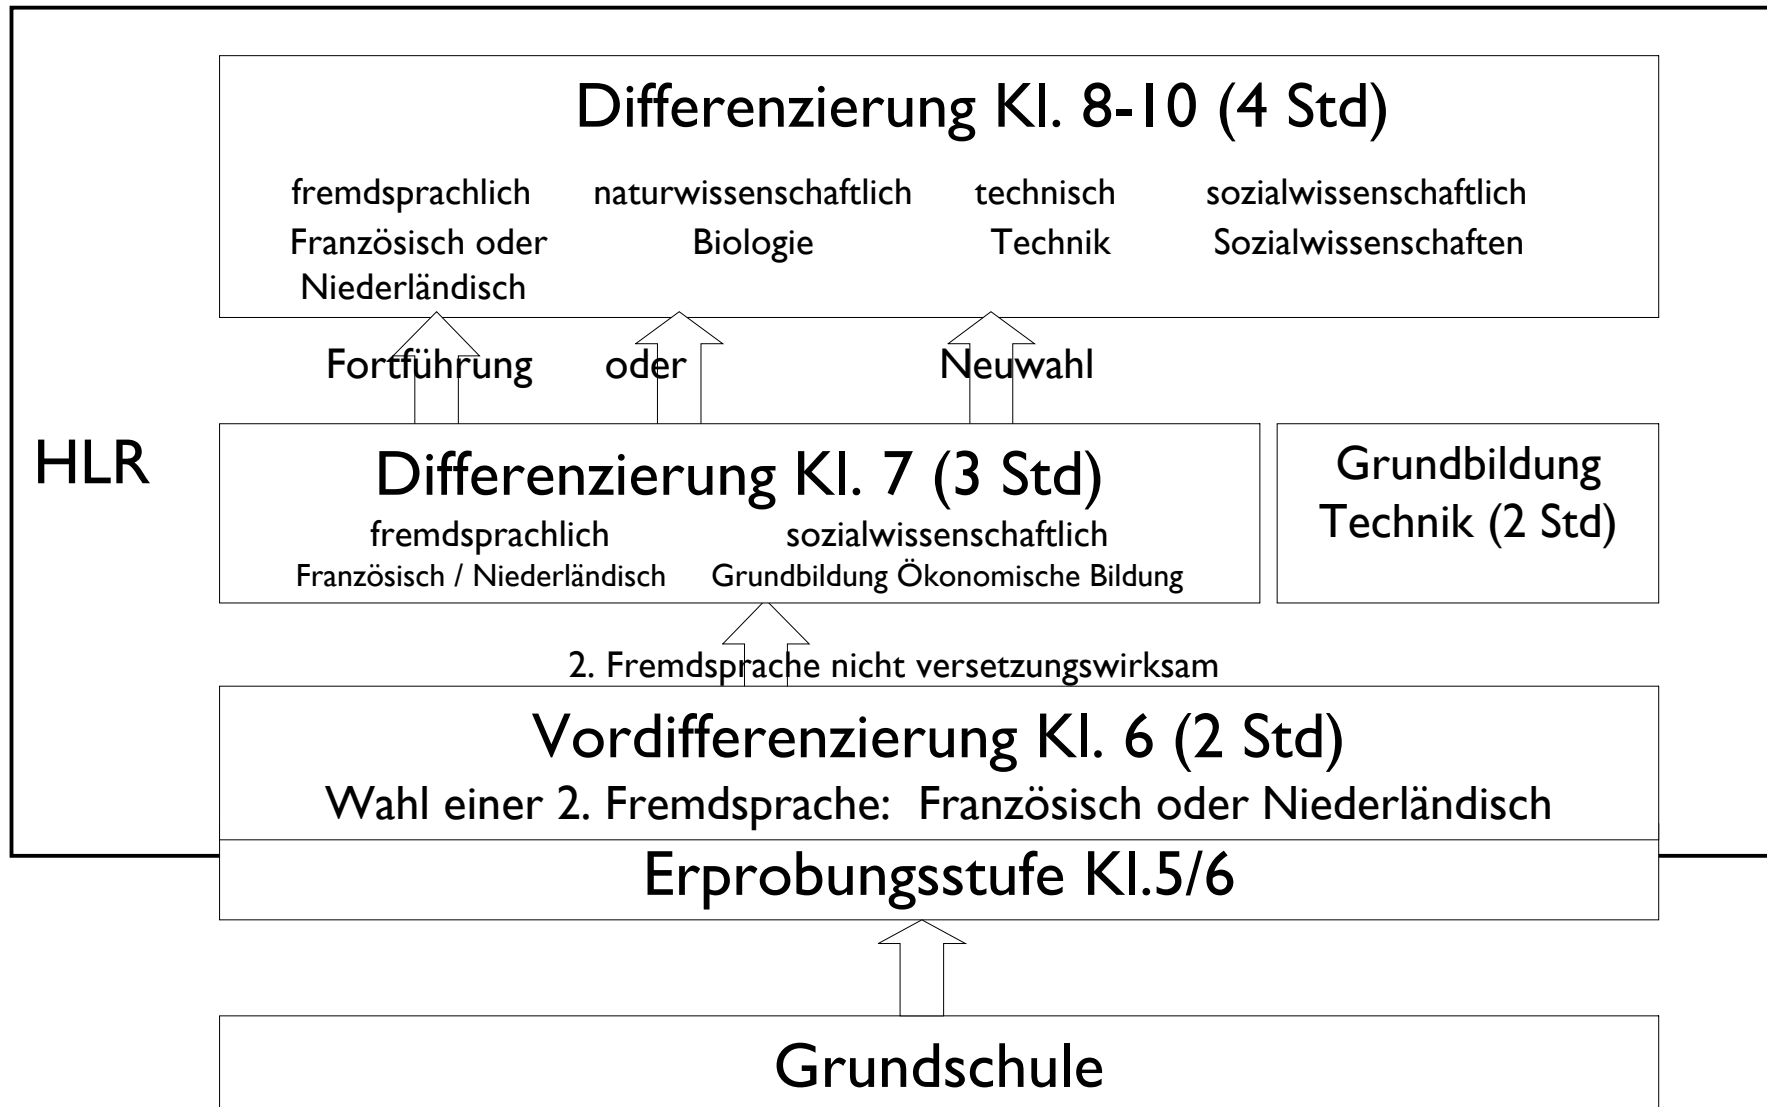 Differenzierung Kl. 8-10 (4 Std)
fremdsprachlich naturwissenschaftlich technisch sozialwissenschaftlich
Französisch oder Biologie Technik Sozialwissenschaften
Niederländisch
Fortführung oder Neuwahl
HLR
Differenzierung Kl. 7 (3 Std)
fremdsprachlich sozialwissenschaftlich
Französisch / Niederländisch Grundbildung Ökonomische Bildung
Grundbildung
Technik (2 Std)
2. Fremdsprache nicht versetzungswirksam
Vordifferenzierung Kl. 6 (2 Std)
Wahl einer 2. Fremdsprache: Französisch oder Niederländisch
Erprobungsstufe Kl.5/6
Grundschule